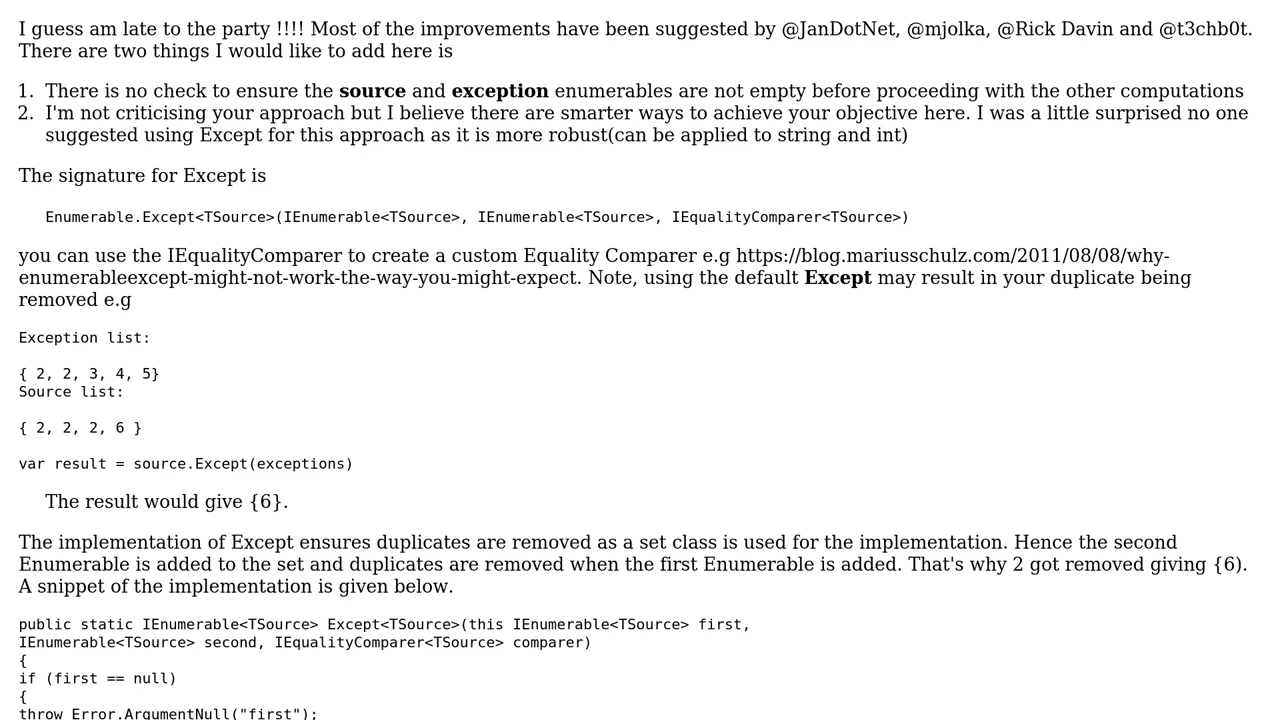 I guess am late to the party !!!! Most of the improvements have been suggested by @JanDotNet, @mjolka, @Rick Davin and @t3chb0t.
There are two things I would like to add here is
1. There is no check to ensure the source and exception enumerables are not empty before proceeding with the other computations
2. I'm not criticising your approach but I believe there are smarter ways to achieve your objective here. I was a little surprised no one
suggested using Except for this approach as it is more robust(can be applied to string and int)
The signature for Except is
Enumerable.Except<TSource>(IEnumerable<TSource>, IEnumerable<TSource>, IEqualityComparer<TSource>)
you can use the IEqualityComparer to create a custom Equality Comparer e.g https://blog.mariusschulz.com/2011/08/08/why-
enumerableexcept-might-not-work-the-way-you-might-expect. Note, using the default Except may result in your duplicate being
removed e.g
Exception list:
{ 2, 2, 3, 4, 5}
Source list:
{ 2, 2, 2, 6 }
var result = source.Except(exceptions)
The result would give {6}.
The implementation of Except ensures duplicates are removed as a set class is used for the implementation. Hence the second
Enumerable is added to the set and duplicates are removed when the first Enumerable is added. That's why 2 got removed giving {6).
A snippet of the implementation is given below.
public static IEnumerable<TSource> Except<TSource>(this IEnumerable<TSource> first,
IEnumerable<TSource> second, IEqualityComparer<TSource> comparer)
{
if (first == null)
{
throw Error.ArgumentNull("first");